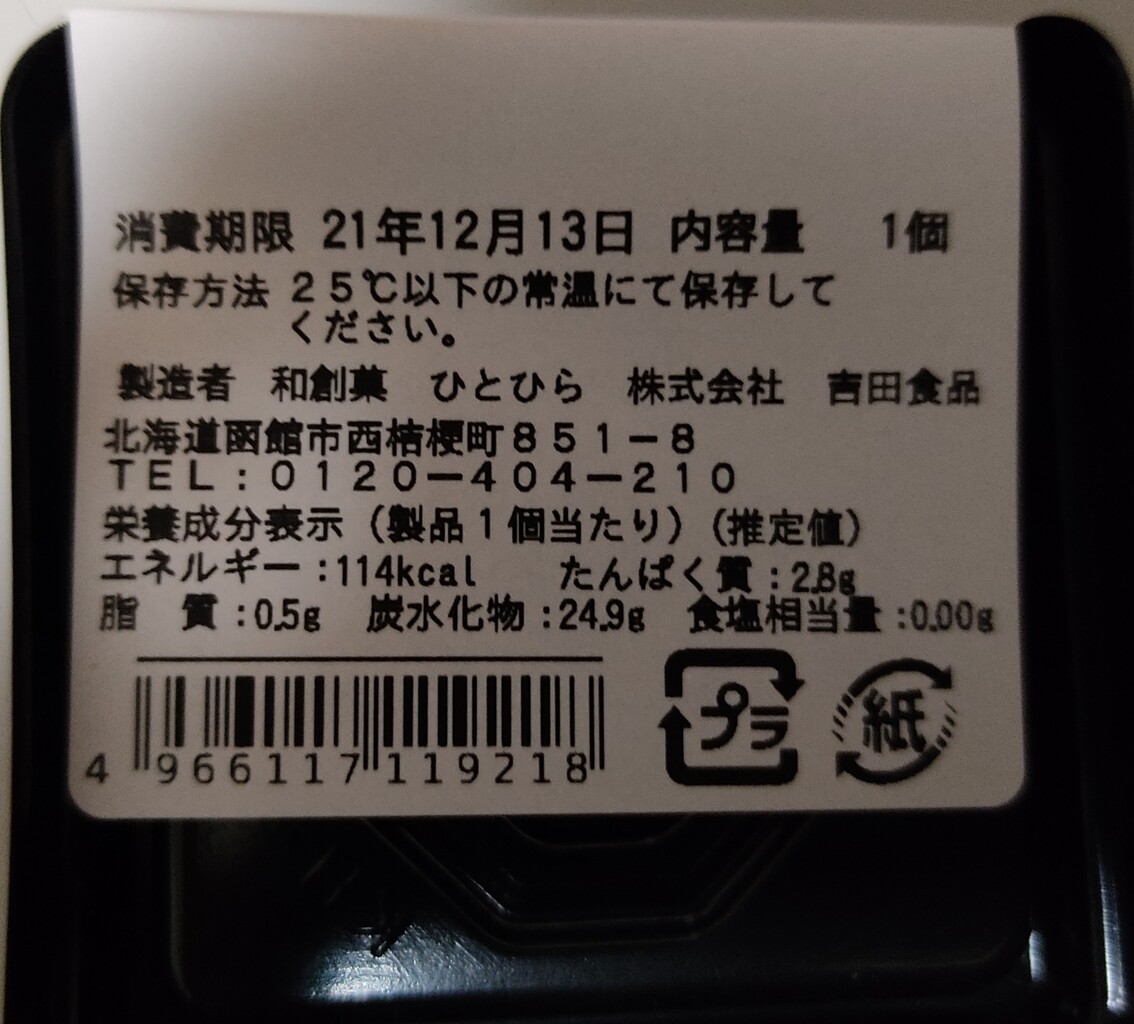 消費期限 21年12月13日 内容量 1個
保存方法 25℃以下の常温にて保存して
ください。
製造者 和創菓 ひとひら 株式会社 吉田食品
北海道函館市西桔梗町851-8
TEL:0120-404-210
栄養成分表示（製品1個当たり）（推定値）
エネルギー:114kcal たんぱく質:2.8g
脂 質:0.5g 炭水化物:24.9g 食塩相当量:0.00g
プラ 紙
4 966117 119218